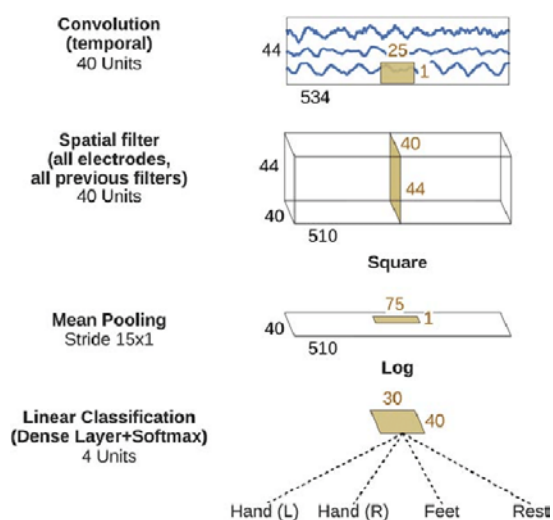 Convolution
(temporal)
40 Units
44
25
1
534
Spatial filter
(all electrodes,
all previous filters)
40 Units
44
40
40
44
510
Square
Mean Pooling
Stride 15x1
75
40
1
510
Log
Linear Classification
(Dense Layer+Softmax)
4 Units
30
40
Hand (L) Hand (R) Feet Rest